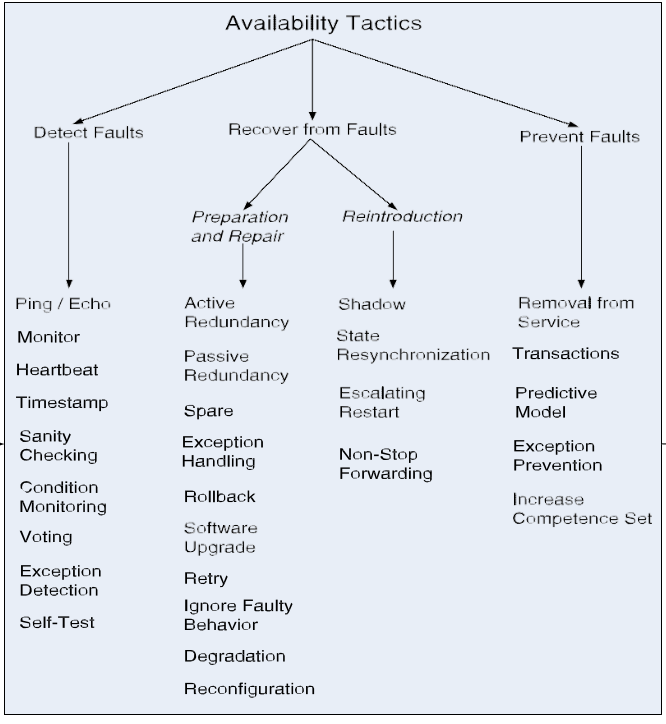 Availability Tactics
Detect Faults
Recover from Faults
Prevent Faults
Preparation
and Repair
Reintroduction
Ping / Echo
Monitor
Heartbeat
Timestamp
Sanity
Checking
Condition
Monitoring
Voting
Exception
Detection
Self-Test
Active
Redundancy
Passive
Redundancy
Spare
Exception
Handling
Rollback
Software
Upgrade
Retry
Ignore Faulty
Behavior
Degradation
Reconfiguration
Shadow
State
Resynchronization
Escalating
Restart
Non-Stop
Forwarding
Removal from
Service
Transactions
Predictive
Model
Exception
Prevention
Increase
Competence Set